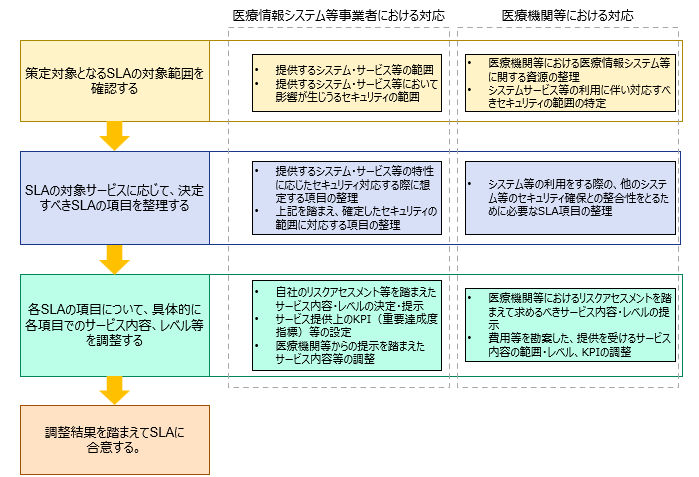 医療情報システム等事業者における対応
医療機関等における対応
策定対象となるSLAの対象範囲を
確認する
• 提供するシステム・サービス等の範囲
• 提供するシステム・サービス等において
影響が生じうるセキュリティの範囲
• 医療機関等における医療情報システム等
に関する資源の整理
• システムサービス等の利用に伴い対応すべ
きセキュリティの範囲の特定
SLAの対象サービスに応じて、決定
すべきSLAの項目を整理する
• 提供するシステム・サービス等の特性
に応じたセキュリティ対応する際に想
定する項目の整理
• 上記を踏まえ、確定したセキュリティの
範囲に対応する項目の整理
• システム等の利用をする際の、他のシステ
ム等のセキュリティ確保との整合性をとるた
めに必要なSLA項目の整理
各SLAの項目について、具体的に
各項目でのサービス内容、レベル等
を調整する
• 自社のリスクアセスメント等を踏まえた
サービス内容・レベルの決定・提示
• サービス提供上のKPI（重要達成度
指標）等の設定
• 医療機関等からの提示を踏まえた
サービス内容等の調整
• 医療機関等におけるリスクアセスメントを踏
まえて求めるべきサービス内容・レベルの提
示
• 費用等を勘案した、提供を受けるサービス
内容の範囲・レベル、KPIの調整
調整結果を踏まえてSLAに
合意する。